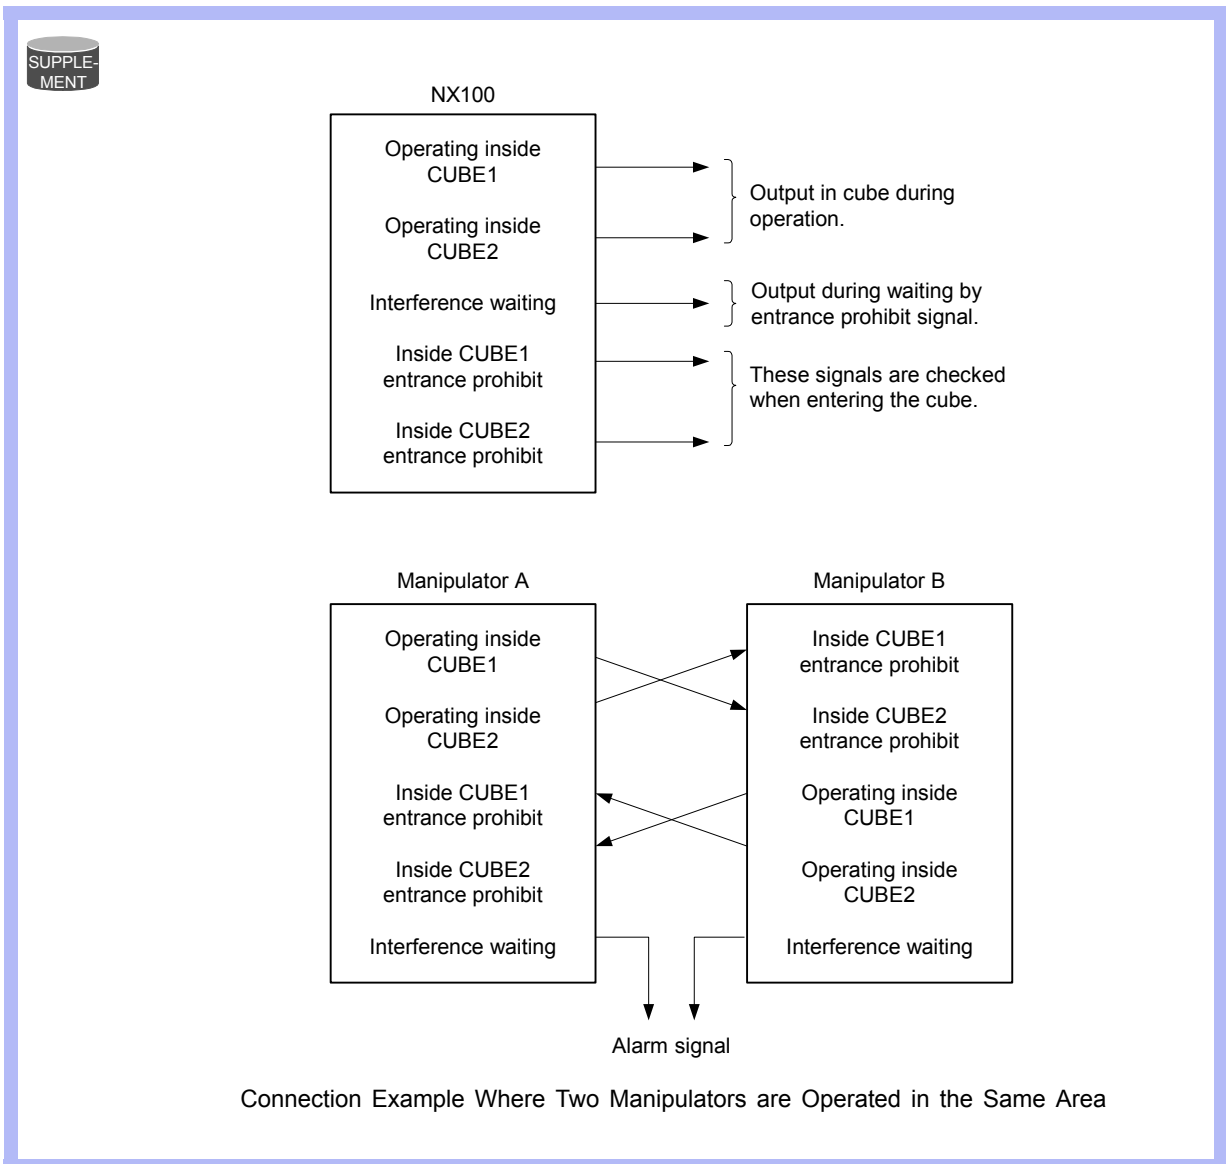 SUPPLE-
MENT
NX100
Operating inside
CUBE1
Operating inside
CUBE2
Interference waiting
Inside CUBE1
entrance prohibit
Inside CUBE2
entrance prohibit
Output in cube during
operation.
Output during waiting by
entrance prohibit signal.
These signals are checked
when entering the cube.
Manipulator A
Operating inside
CUBE1
Operating inside
CUBE2
Inside CUBE1
entrance prohibit
Inside CUBE2
entrance prohibit
Interference waiting
Manipulator B
Inside CUBE1
entrance prohibit
Inside CUBE2
entrance prohibit
Operating inside
CUBE1
Operating inside
CUBE2
Interference waiting
Alarm signal
Connection Example Where Two Manipulators are Operated in the Same Area